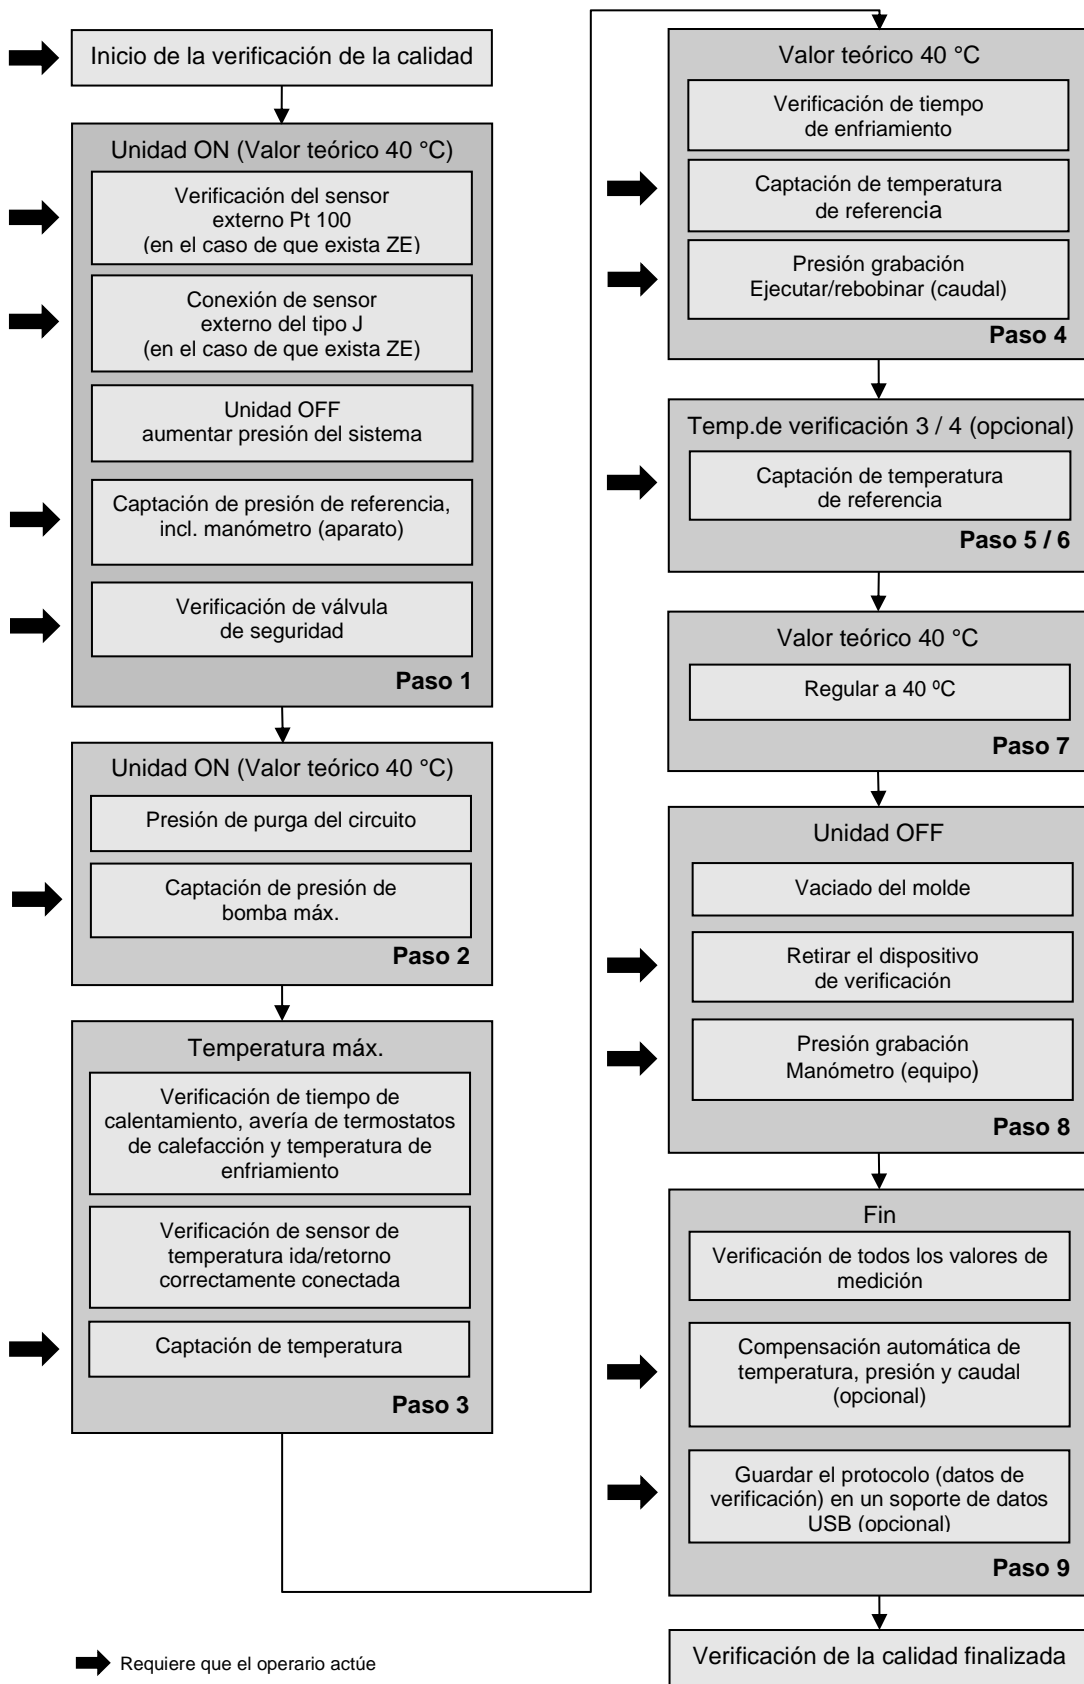 Inicio de la verificación de la calidad
Unidad ON (Valor teórico 40 °C)
Verificación del sensor
externo Pt 100
(en el caso de que exista ZE)
Conexión de sensor
externo del tipo J
(en el caso de que exista ZE)
Unidad OFF
aumentar presión del sistema
Captación de presión de referencia,
incl. manómetro (aparato)
Verificación de válvula
de seguridad
Paso 1
Unidad ON (Valor teórico 40 °C)
Presión de purga del circuito
Captación de presión de
bomba máx.
Paso 2
Temperatura máx.
Verificación de tiempo de
calentamiento, avería de termostatos
de calefacción y temperatura de
enfriamiento
Verificación de sensor de
temperatura ida/retorno
correctamente conectada
Captación de temperatura
Paso 3
Valor teórico 40 °C
Verificación de tiempo
de enfriamiento
Captación de temperatura
de referencia
Presión grabación
Ejecutar/rebobinar (caudal)
Paso 4
Temp.de verificación 3 / 4 (opcional)
Captación de temperatura
de referencia
Paso 5 / 6
Valor teórico 40 °C
Regular a 40 ºC
Paso 7
Unidad OFF
Vaciado del molde
Retirar el dispositivo
de verificación
Presión grabación
Manómetro (equipo)
Paso 8
Fin
Verificación de todos los valores de
medición
Compensación automática de
temperatura, presión y caudal
(opcional)
Guardar el protocolo (datos de
verificación) en un soporte de datos
USB (opcional)
Paso 9
Verificación de la calidad finalizada
Requiere que el operario actúe